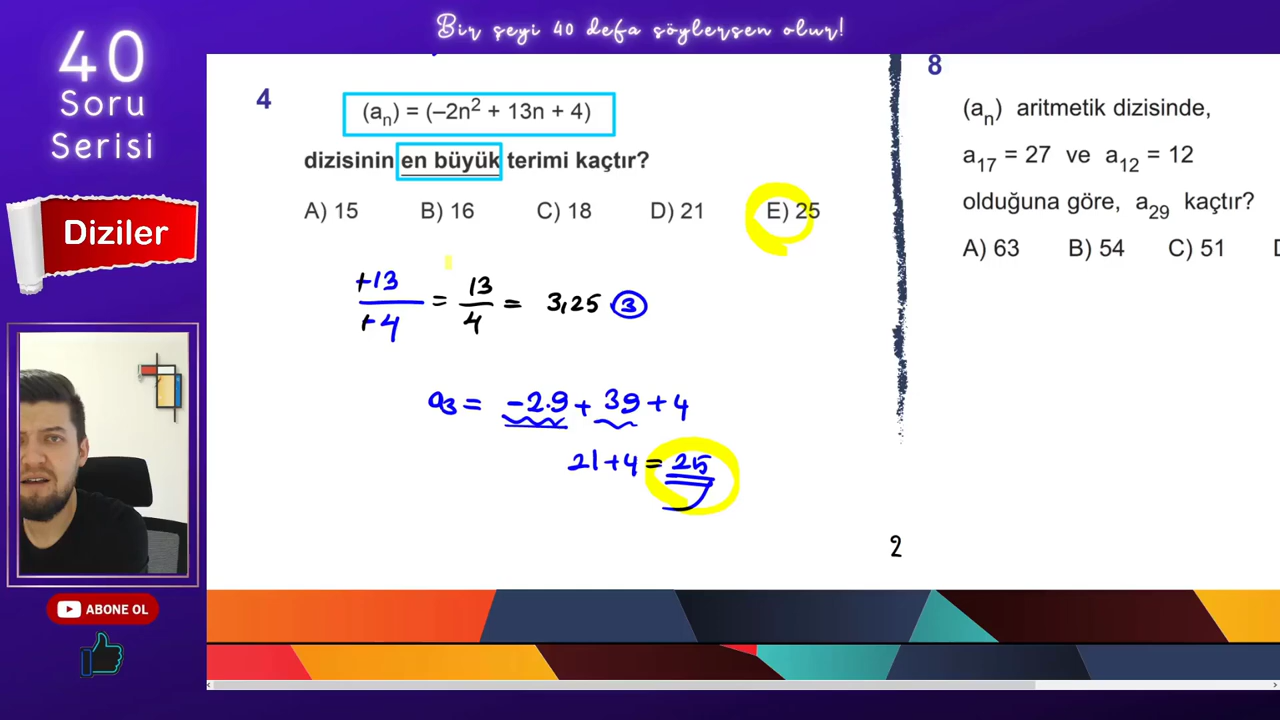 Bir şeyi 40 defa söylersen olur!
40
Soru
Serisi
Diziler
ABONE OL
4
(aₙ) = (–2n² + 13n + 4)
dizisinin en büyük terimi kaçtır?
A) 15 B) 16 C) 18 D) 21 E) 25
+13/+4 = 13/4 = 3,25 3
a₃ = -2.9 + 39 + 4
21+4 = 25
2
8
(aₙ) aritmetik dizisinde,
a₁₇ = 27 ve a₁₂ = 12
olduğuna göre, a₂₉ kaçtır?
A) 63 B) 54 C) 51